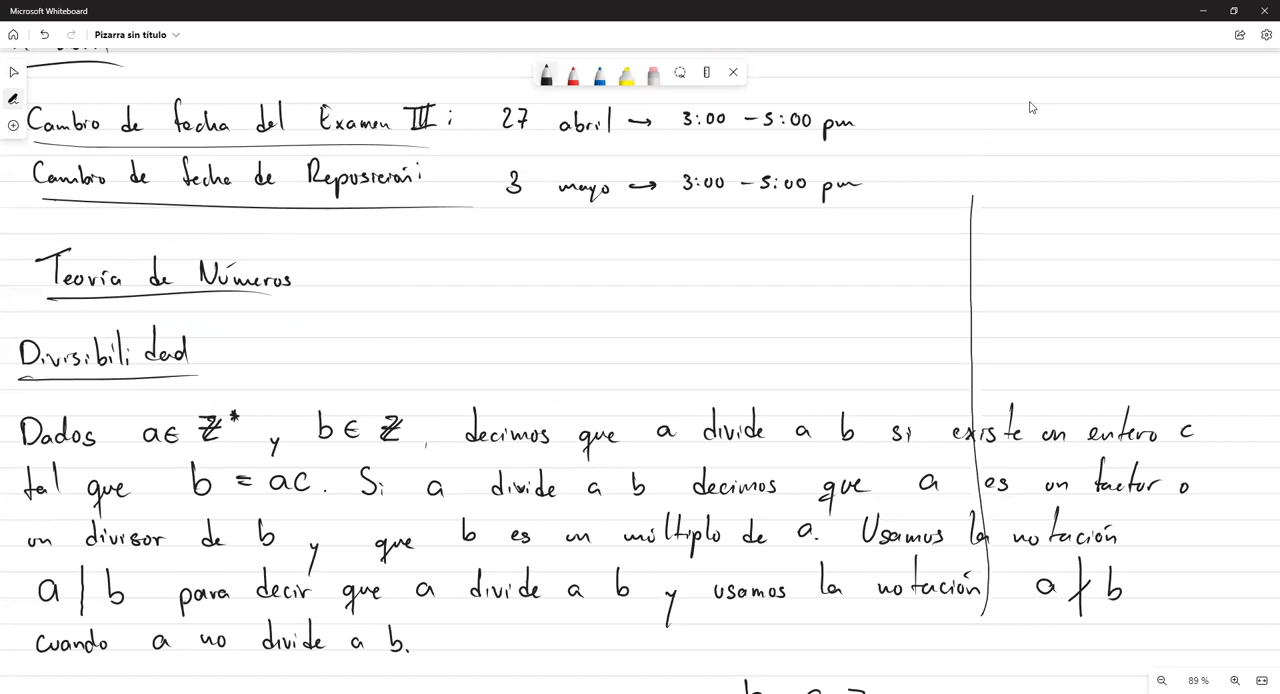 Microsoft Whiteboard
Pizarra sin título
Cambio de fecha del Examen III: 27 abril → 3:00 - 5:00 pm
Cambio de fecha de Reposición: 3 mayo → 3:00 - 5:00 pm
Teoría de Números
Divisibilidad
Dados a ∈ ℤ* y b ∈ ℤ, decimos que a divide a b si existe un entero c
tal que b = ac. Si a divide a b decimos que a es un factor o
un divisor de b y que b es un múltiplo de a. Usamos la notación
a | b para decir que a divide a b y usamos la notación a ∤ b
cuando a no divide a b.
89 %